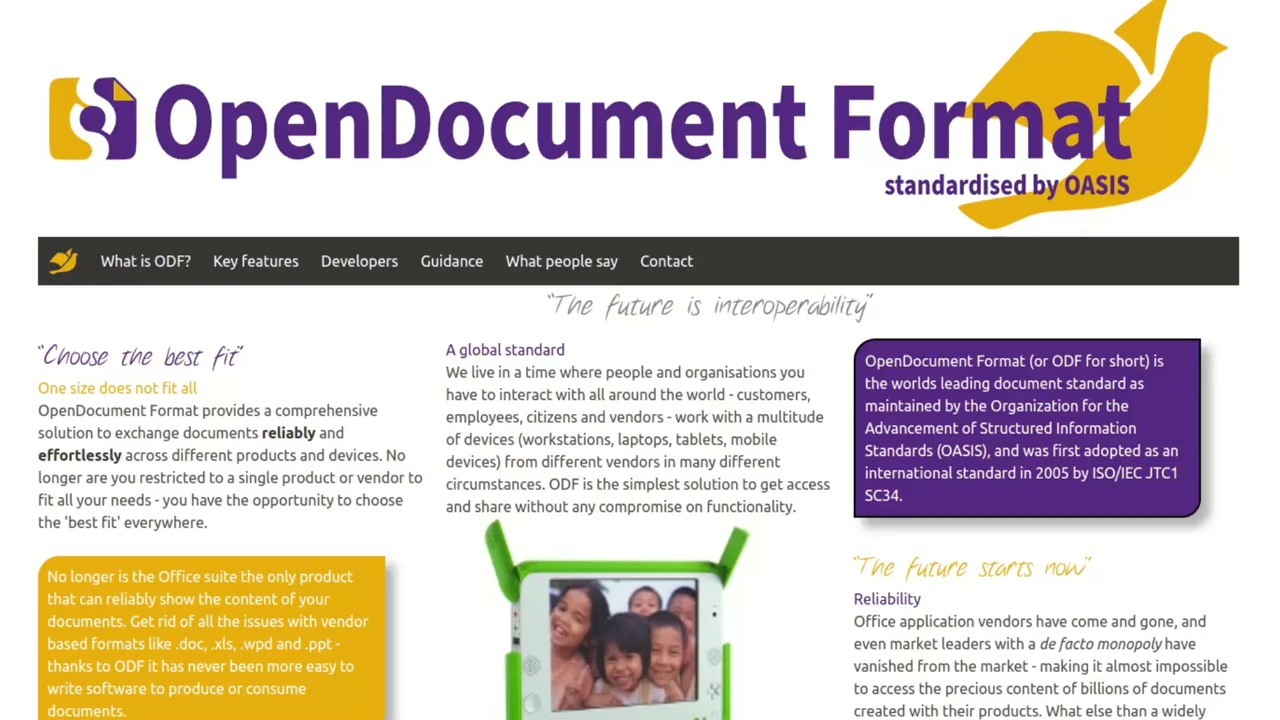 OpenDocument Format
standardised by OASIS
What is ODF? Key features Developers Guidance What people say Contact
"The future is interoperability"
"Choose the best fit"
One size does not fit all
OpenDocument Format provides a comprehensive
solution to exchange documents reliably and
effortlessly across different products and devices. No
longer are you restricted to a single product or vendor to
fit all your needs - you have the opportunity to choose
the 'best fit' everywhere.
No longer is the Office suite the only product
that can reliably show the content of your
documents. Get rid of all the issues with vendor
based formats like .doc, .xls, .wpd and .ppt -
thanks to ODF it has never been more easy to
write software to produce or consume
documents.
A global standard
We live in a time where people and organisations you
have to interact with all around the world - customers,
employees, citizens and vendors - work with a multitude
of devices (workstations, laptops, tablets, mobile
devices) from different vendors in many different
circumstances. ODF is the simplest solution to get access
and share without any compromise on functionality.
OpenDocument Format (or ODF for short) is
the worlds leading document standard as
maintained by the Organization for the
Advancement of Structured Information
Standards (OASIS), and was first adopted as an
international standard in 2005 by ISO/IEC JTC1
SC34.
"The future starts now"
Reliability
Office application vendors have come and gone, and
even market leaders with a de facto monopoly have
vanished from the market - making it almost impossible
to access the precious content of billions of documents
created with their products. What else than a widely